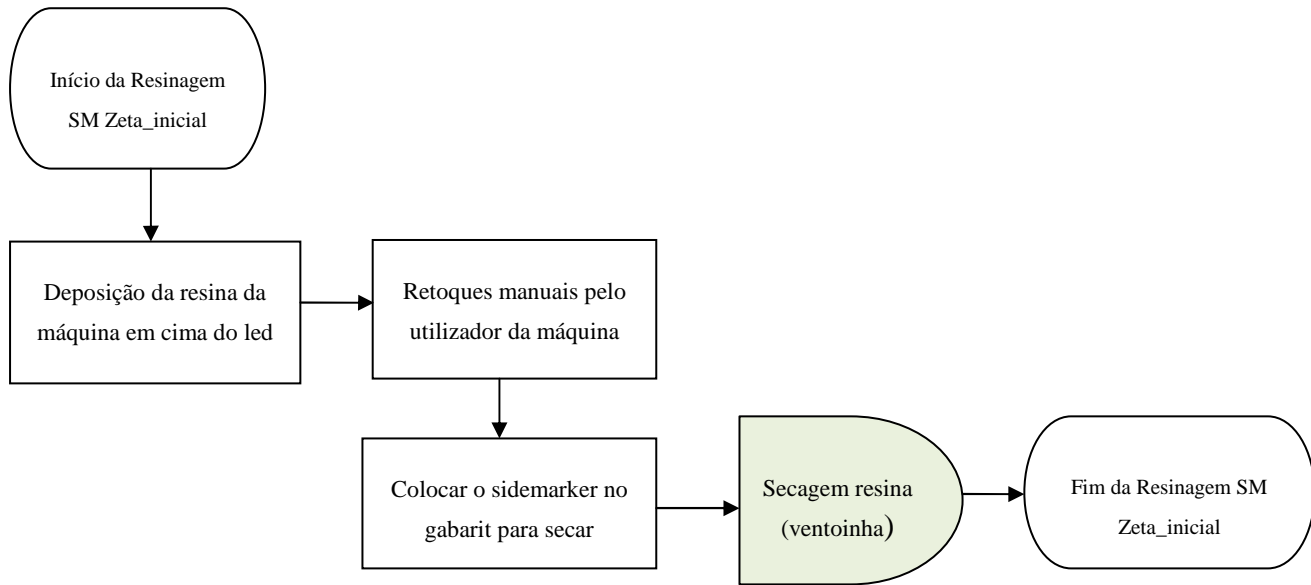 Início da Resinagem
SM Zeta_inicial
Deposição da resina da
máquina em cima do led
Retoques manuais pelo
utilizador da máquina
Colocar o sidemarker no
gabarit para secar
Secagem resina
(ventoinha)
Fim da Resinagem SM
Zeta_inicial